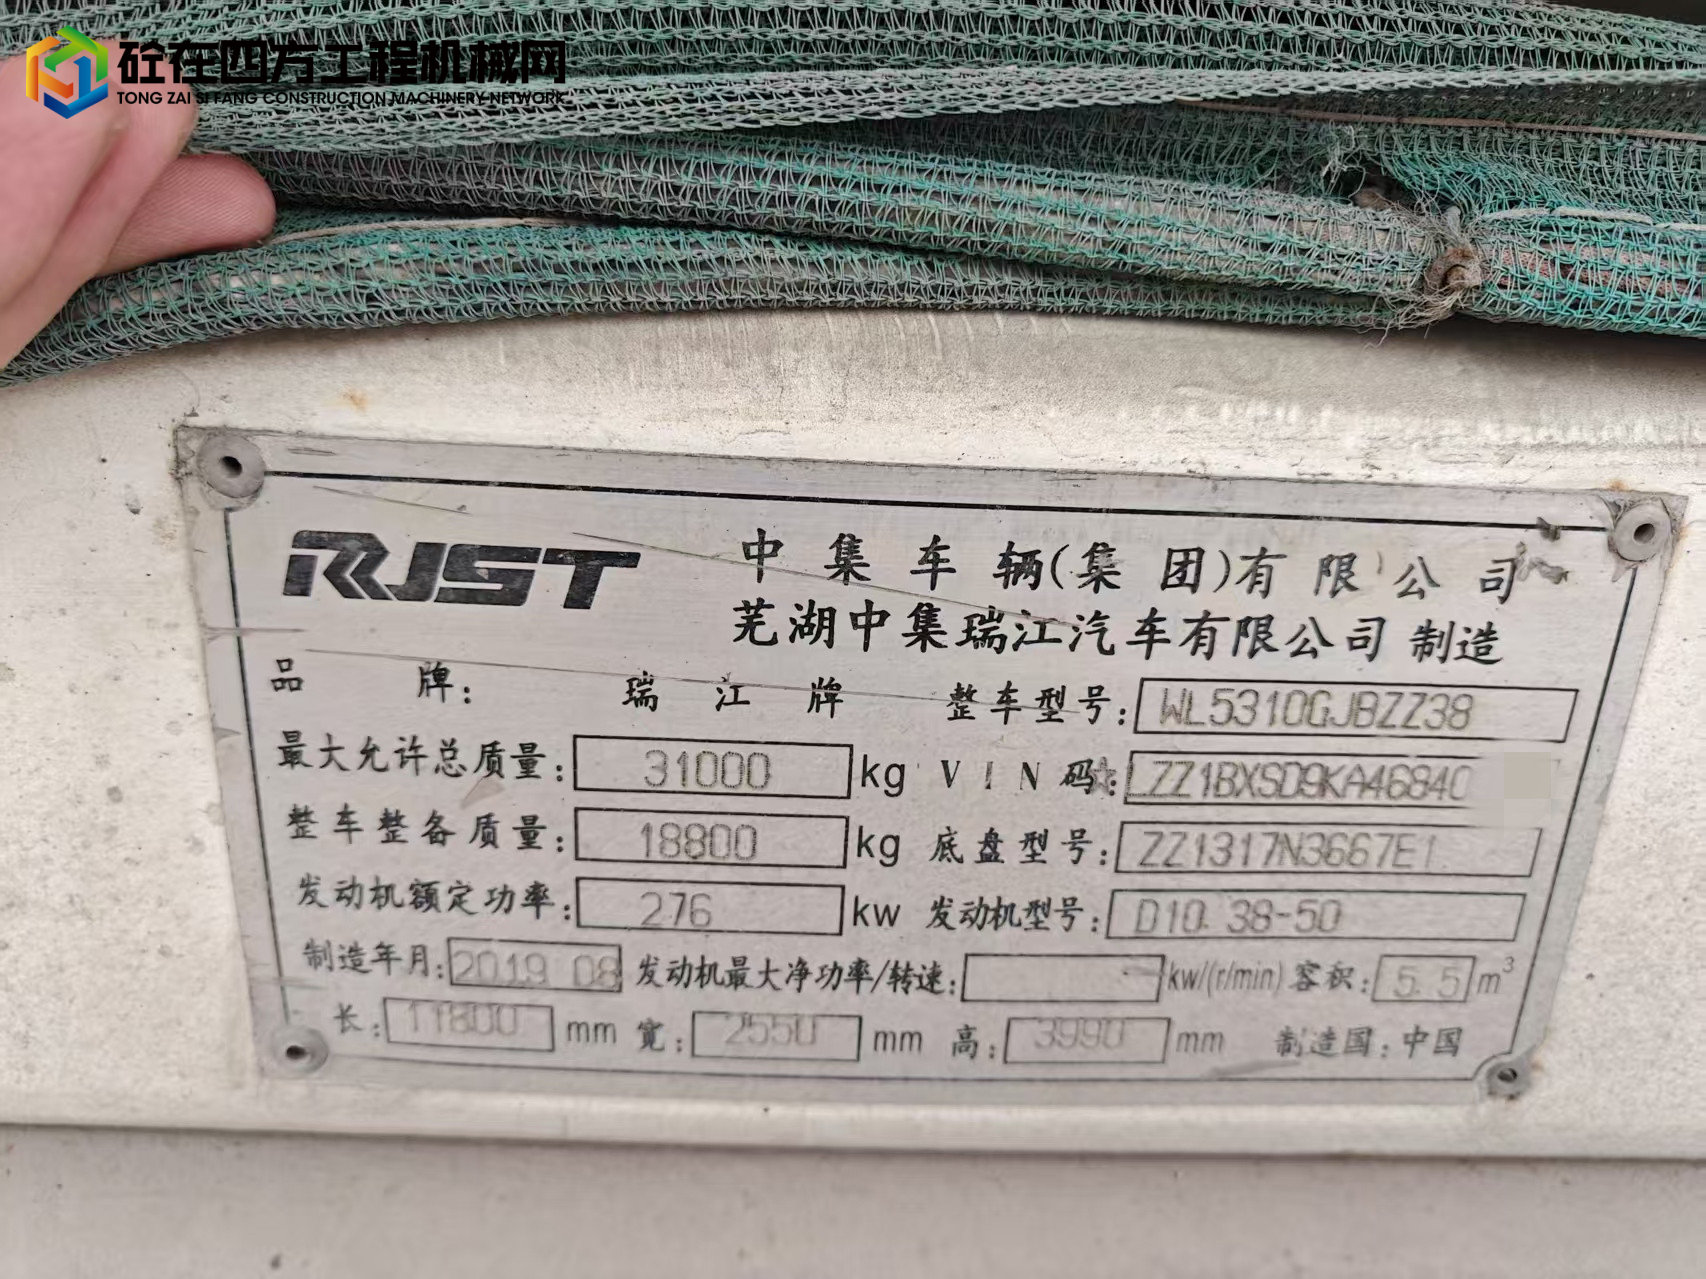 砼在四方工程机械网
TONG ZAI SI FANG CONSTRUCTION MACHINERY NETWORK
RJST 中集车辆(集团)有限公司
芜湖中集瑞江汽车有限公司 制造
品牌: 瑞江牌 整车型号: WL5310GJBZZ38
最大允许总质量: 31000 kg VIN码: LZZ1BXSD9KA46840
整车整备质量: 18800 kg 底盘型号: ZZ1317N3667E1
发动机额定功率: 276 kw 发动机型号: D10.38-50
制造年月: 2019 08 发动机最大净功率/转速: kw/(r/min) 容积: 5.5 m³
长: 11800 mm 宽: 2550 mm 高: 3990 mm 制造国: 中国